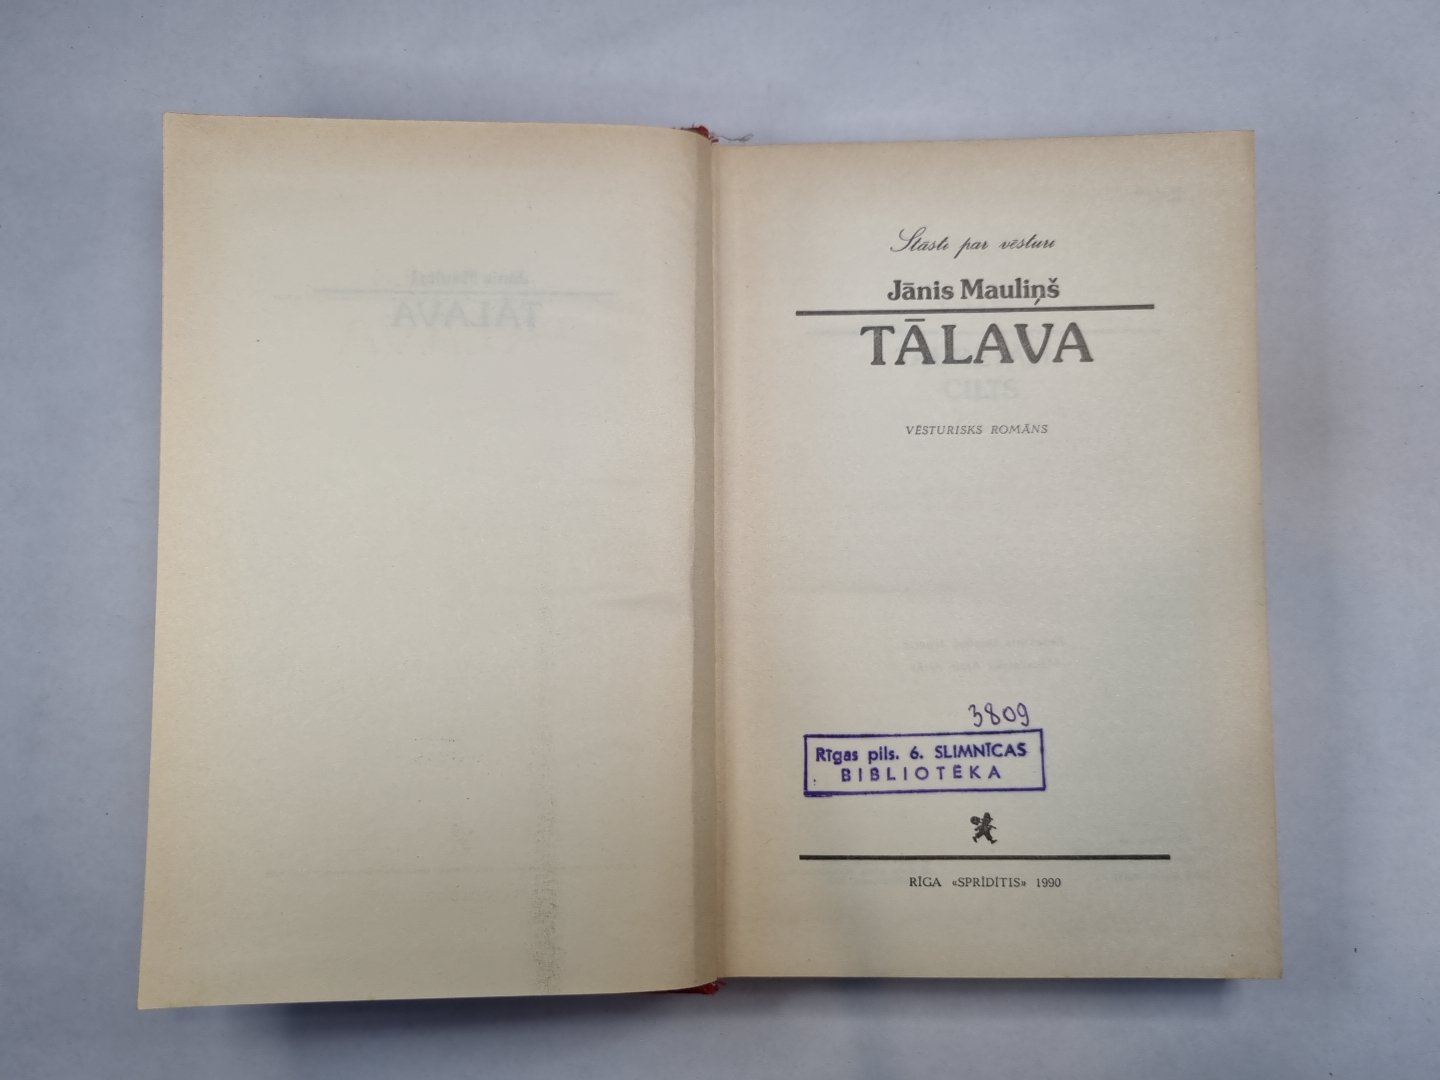 Stāsti par vēsturi
Jānis Mauliņš
TĀLAVA
VĒSTURISKS ROMĀNS
3809
Rīgas pils. 6. SLIMNĪCAS
BIBLIOTĒKA
RĪGA «SPRĪDĪTIS» 1990